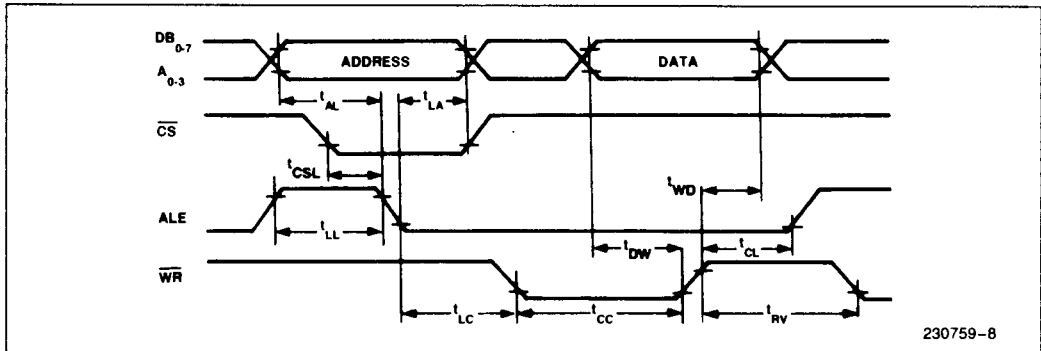 DB0-7
A0-3
ADDRESS
DATA
tAL
tLA
CS
tCSL
tWD
ALE
tLL
tDW
tCL
WR
tLC
tCC
tRV
230759-8